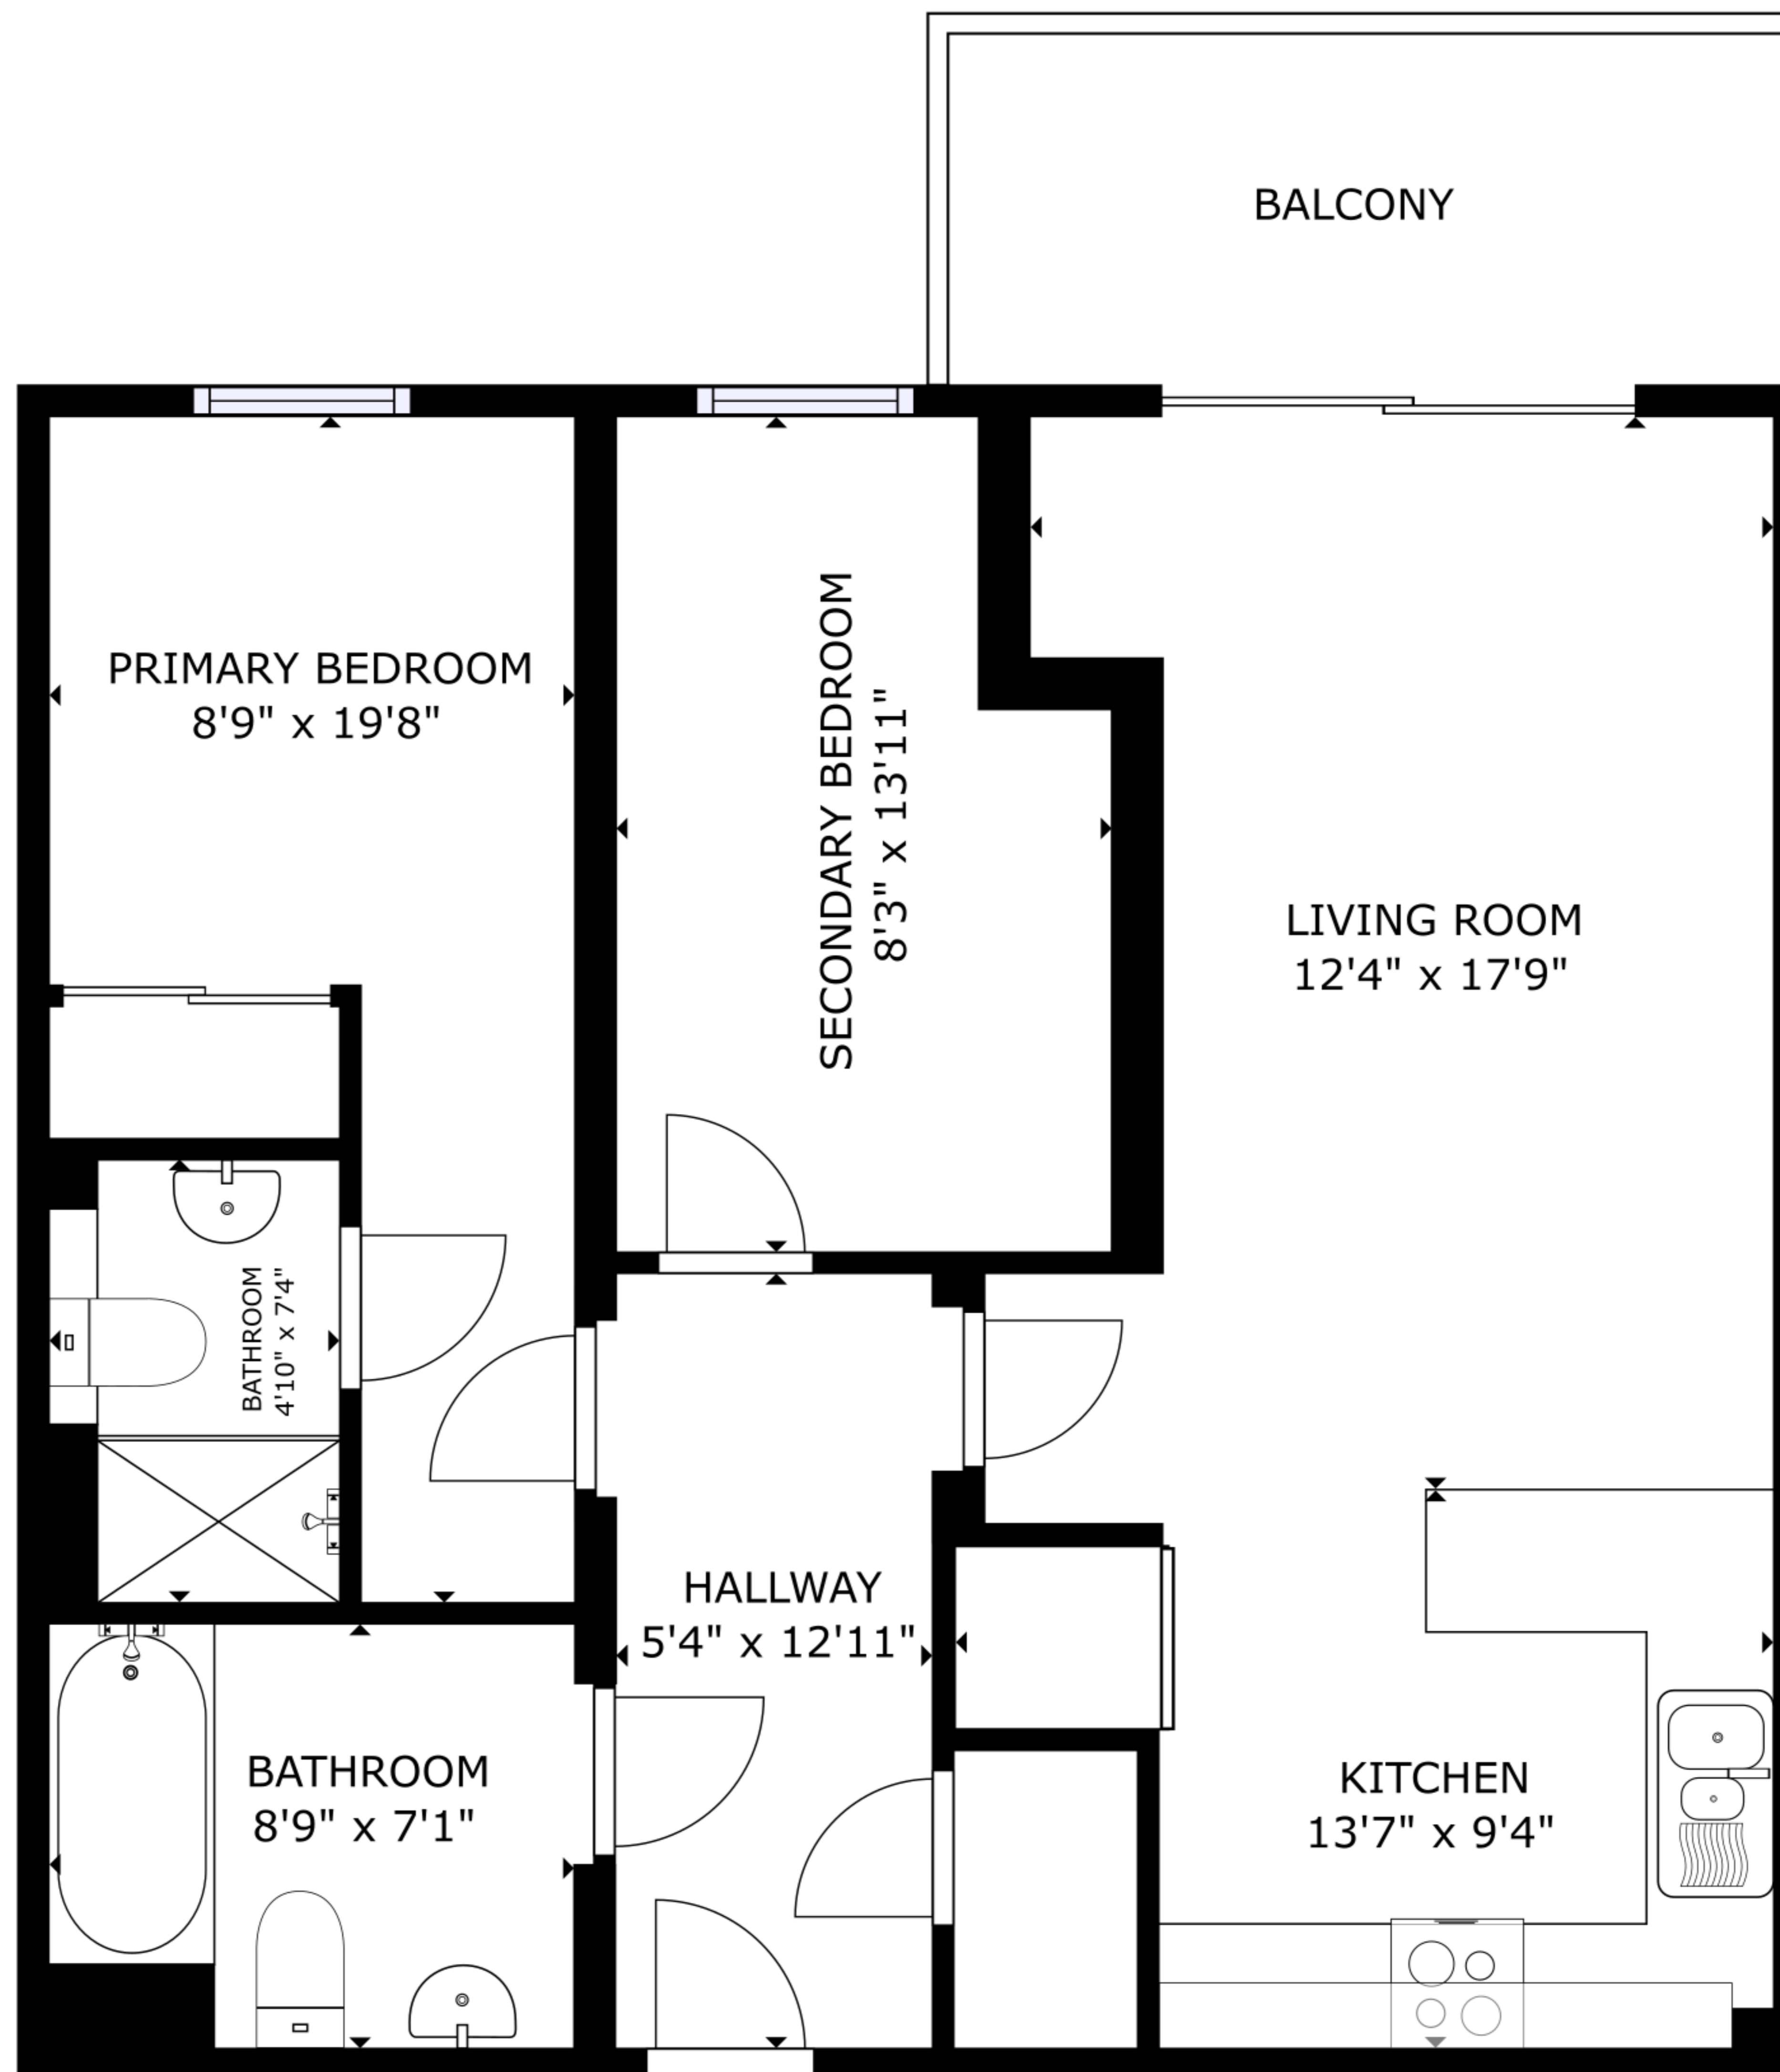 BALCONY
PRIMARY BEDROOM
8'9" x 19'8"
SECONDARY BEDROOM
8'3" x 13'11"
LIVING ROOM
12'4" x 17'9"
BATHROOM
4'10" x 7'4"
HALLWAY
5'4" x 12'11"
BATHROOM
8'9" x 7'1"
KITCHEN
13'7" x 9'4"